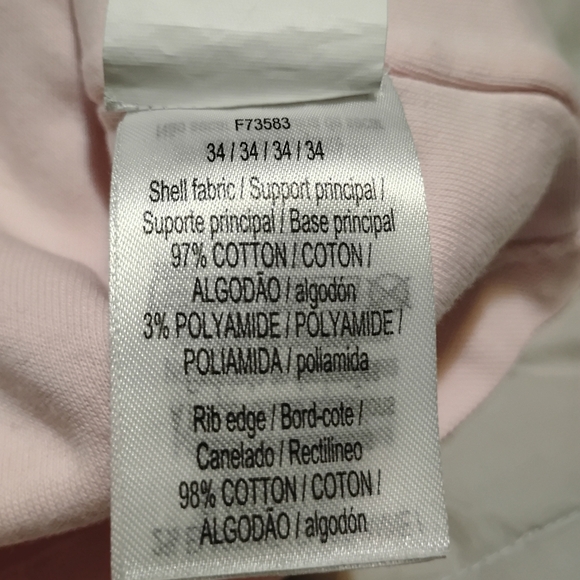 F73583
34 / 34 / 34 / 34
Shell fabric / Support principal /
Suporte principal / Base principal
97% COTTON / COTON /
ALGODÃO / algodón
3% POLYAMIDE / POLYAMIDE /
POLIAMIDA / poliamida
Rib edge / Bord-cote /
Canelado / Rectilineo
98% COTTON / COTON /
ALGODÃO / algodón